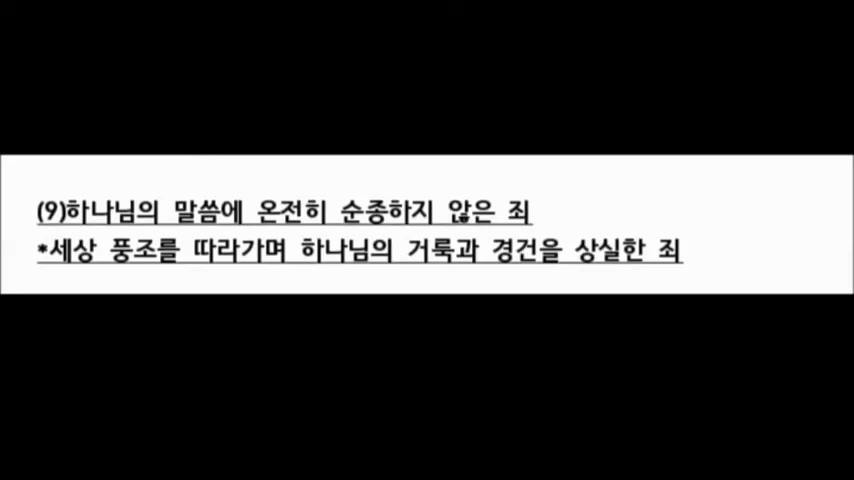 (9)하나님의 말씀에 온전히 순종하지 않은 죄
*세상 풍조를 따라가며 하나님의 거룩과 경건을 상실한 죄